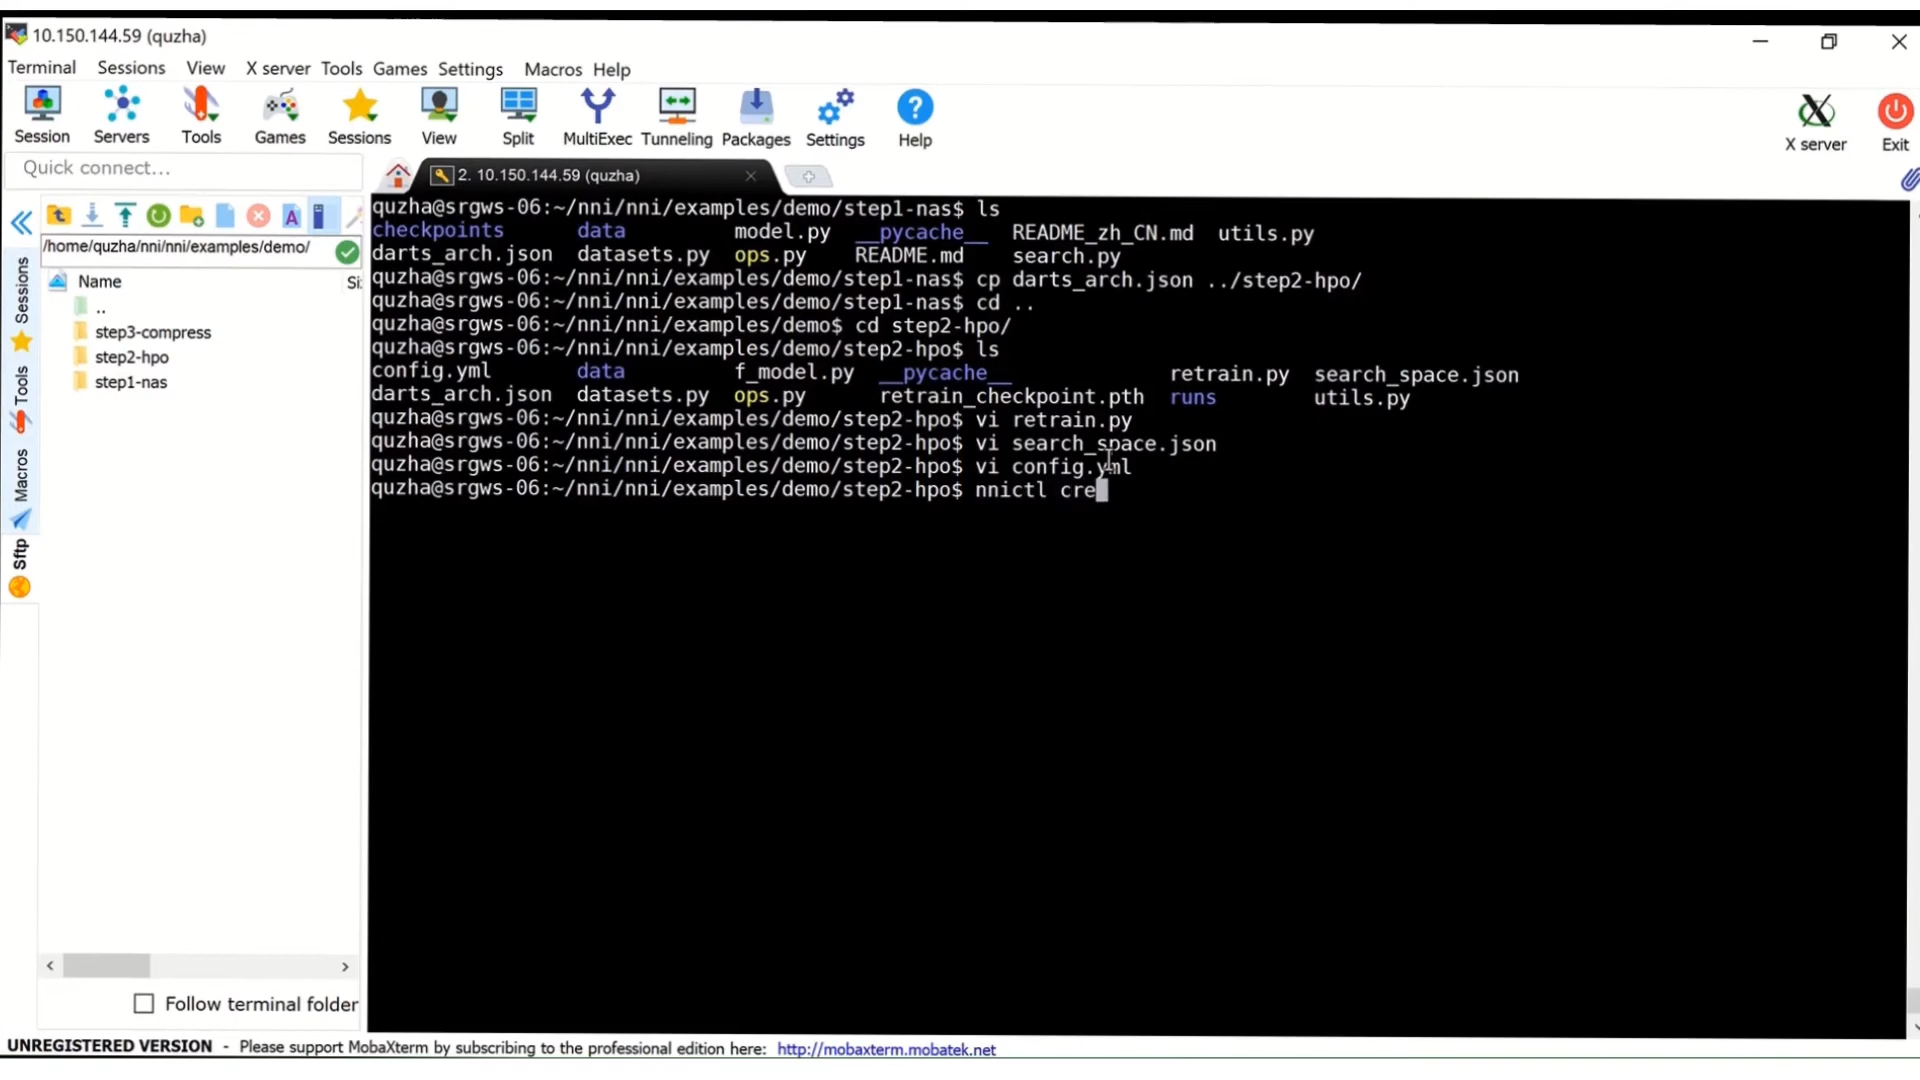 10.150.144.59 (quzha)
Terminal Sessions View X server Tools Games Settings Macros Help
Session Servers Tools Games Sessions View Split MultiExec Tunneling Packages Settings Help X server Exit
Quick connect...
2. 10.150.144.59 (quzha)
/home/quzha/nni/nni/examples/demo/
Name Si
..
step3-compress
step2-hpo
step1-nas
Sessions
Tools
Macros
Sftp
Follow terminal folder
quzha@srgws-06:~/nni/nni/examples/demo/step1-nas$ ls
checkpoints data model.py __pycache__ README_zh_CN.md utils.py
darts_arch.json datasets.py ops.py README.md search.py
quzha@srgws-06:~/nni/nni/examples/demo/step1-nas$ cp darts_arch.json ../step2-hpo/
quzha@srgws-06:~/nni/nni/examples/demo/step1-nas$ cd ..
quzha@srgws-06:~/nni/nni/examples/demo$ cd step2-hpo/
quzha@srgws-06:~/nni/nni/examples/demo/step2-hpo$ ls
config.yml data f_model.py __pycache__ retrain.py search_space.json
darts_arch.json datasets.py ops.py retrain_checkpoint.pth runs utils.py
quzha@srgws-06:~/nni/nni/examples/demo/step2-hpo$ vi retrain.py
quzha@srgws-06:~/nni/nni/examples/demo/step2-hpo$ vi search_space.json
quzha@srgws-06:~/nni/nni/examples/demo/step2-hpo$ vi config.yml
quzha@srgws-06:~/nni/nni/examples/demo/step2-hpo$ nnictl cre
UNREGISTERED VERSION - Please support MobaXterm by subscribing to the professional edition here: http://mobaxterm.mobatek.net